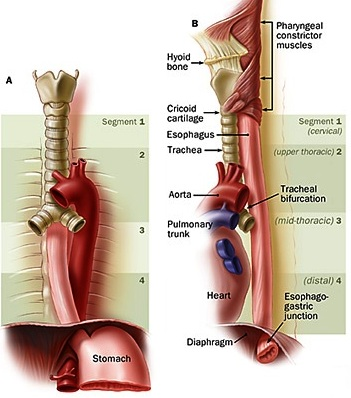 A
Segment 1
2
3
4
Stomach
B
Pharyngeal
constrictor
muscles
Hyoid
bone
Cricoid
cartilage
Esophagus
Trachea
Aorta
Pulmonary
trunk
Heart
Diaphragm
Segment 1
(cervical)
(upper thoracic) 2
Tracheal
bifurcation
(mid-thoracic) 3
(distal) 4
Esophago-
gastric
junction